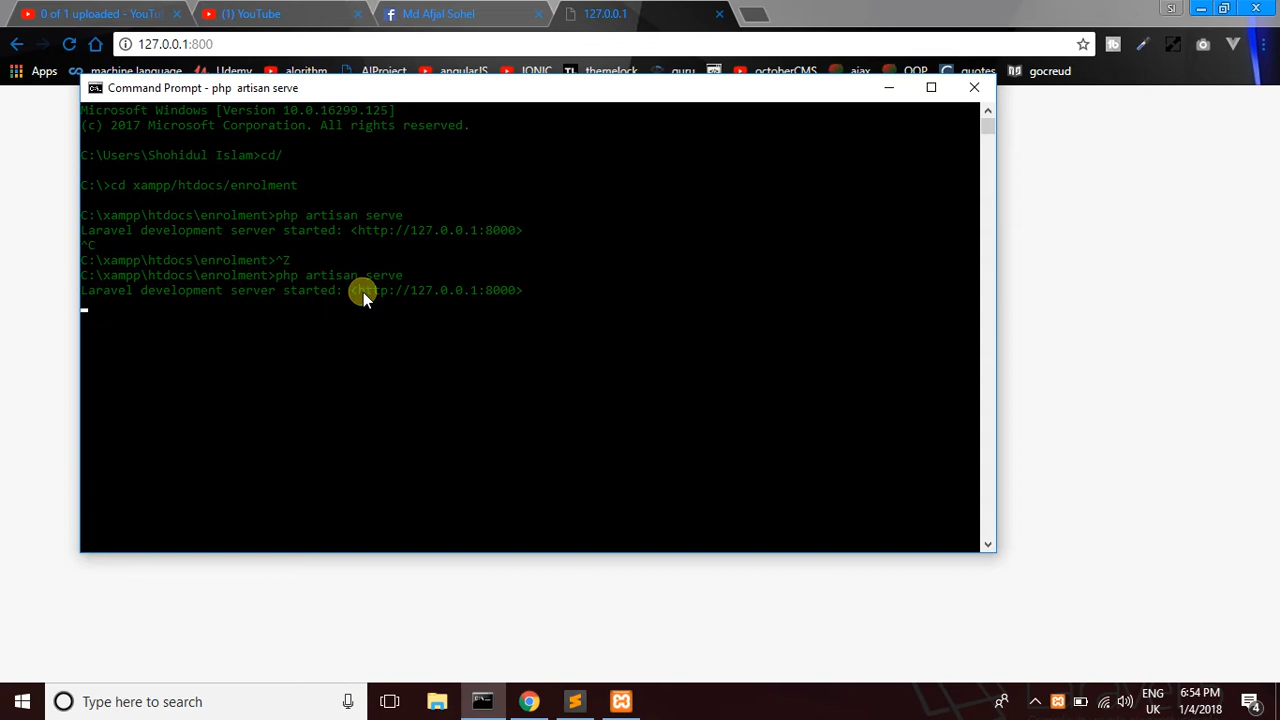 0 of 1 uploaded - YouTu
(1) YouTube
Md Afjal Sohel
127.0.0.1
SI
127.0.0.1:800
Apps
machine language
Udemy
alorithm
AIProject
angularJS
IONIC
themelock
guru
octoberCMS
ajax
OOP
quotes
gocreud
Command Prompt - php  artisan serve
Microsoft Windows [Version 10.0.16299.125]
(c) 2017 Microsoft Corporation. All rights reserved.
C:\Users\Shohidul Islam>cd/
C:\>cd xampp/htdocs/enrolment
C:\xampp\htdocs\enrolment>php artisan serve
Laravel development server started: <http://127.0.0.1:8000>
^C
C:\xampp\htdocs\enrolment>^Z
C:\xampp\htdocs\enrolment>php artisan serve
Laravel development server started: <http://127.0.0.1:8000>
Type here to search
ENG
UK
6:54 PM
1/4/2018
4